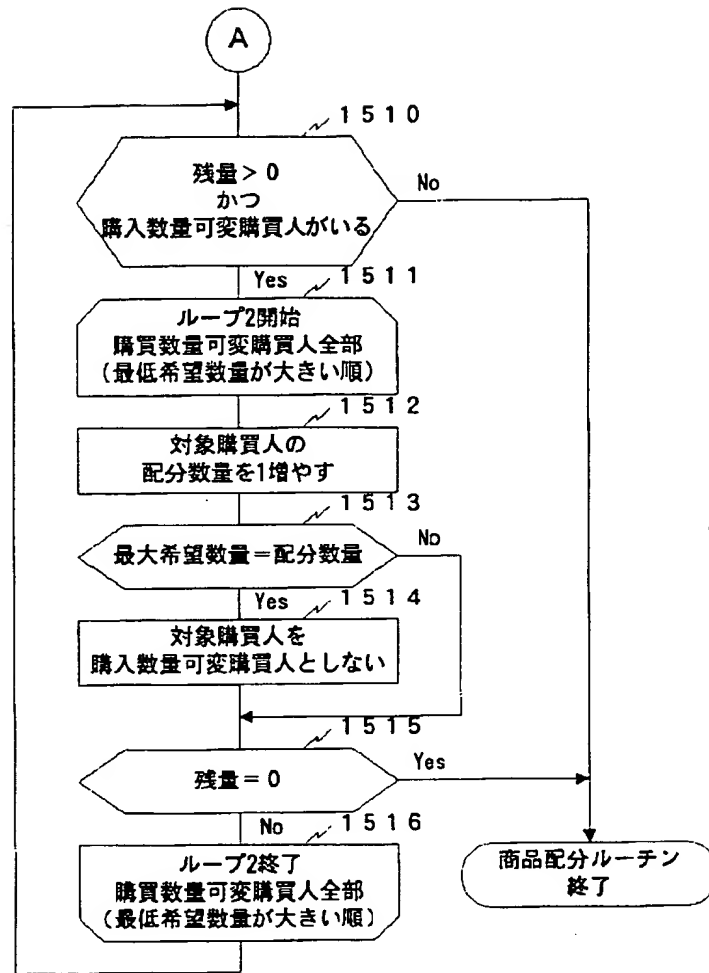 A
1510
残量>0
かつ
購入数量可変購買人がいる
No
Yes
1511
ループ2開始
購買数量可変購買人全部
(最低希望数量が大きい順)
1512
対象購買人の
配分数量を1増やす
1513
最大希望数量=配分数量
No
Yes
1514
対象購買人を
購入数量可変購買人としない
1515
残量=0
Yes
No
1516
ループ2終了
購買数量可変購買人全部
(最低希望数量が大きい順)
商品配分ルーチン
終了